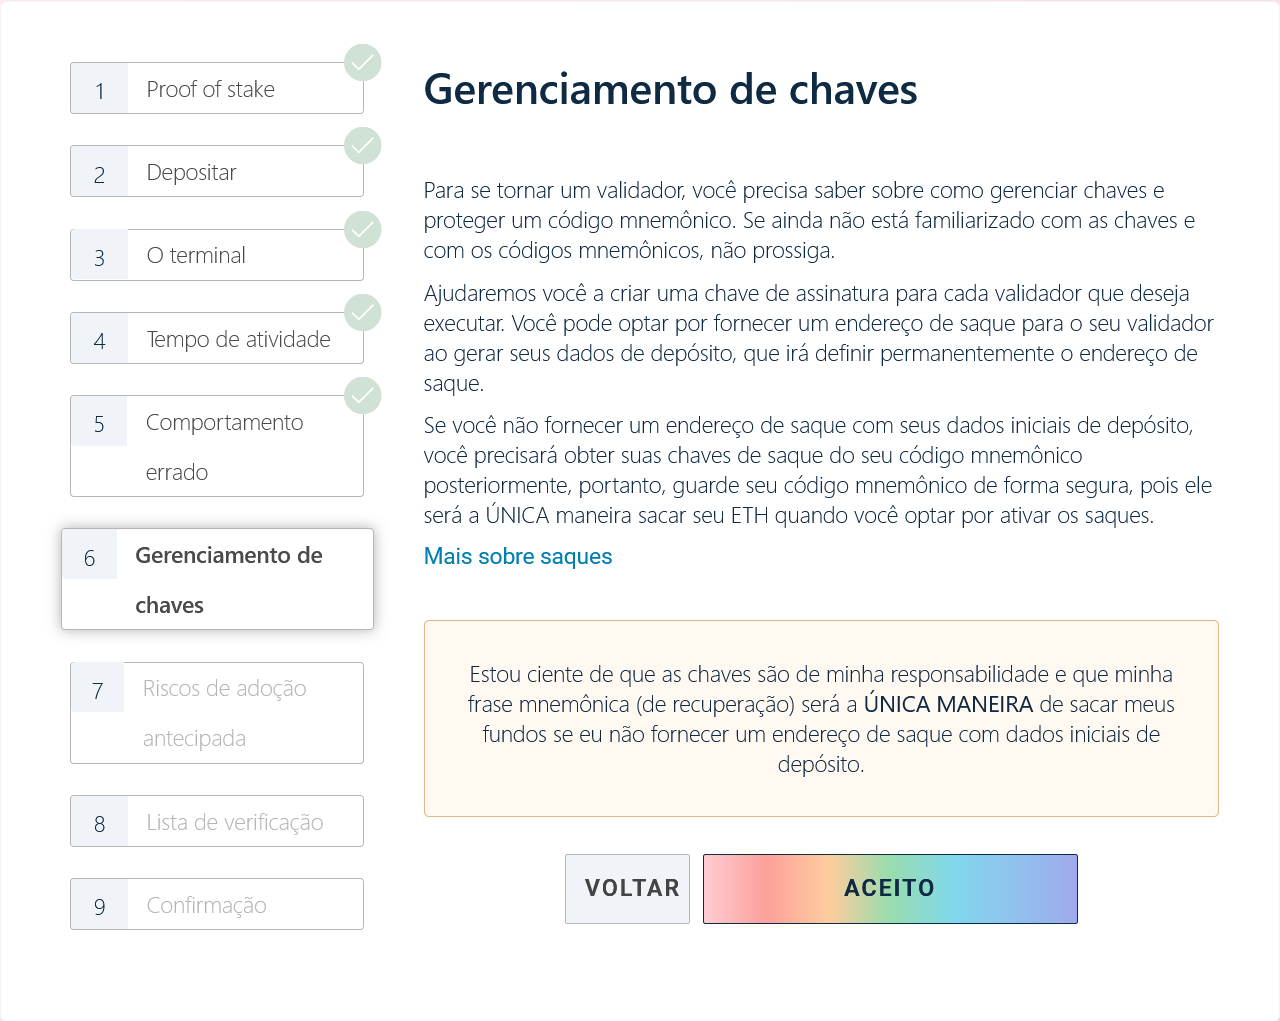 1 Proof of stake
2 Depositar
3 O terminal
4 Tempo de atividade
5 Comportamento
errado
6 Gerenciamento de
chaves
7 Riscos de adoção
antecipada
8 Lista de verificação
9 Confirmação
Gerenciamento de chaves
Para se tornar um validador, você precisa saber sobre como gerenciar chaves e
proteger um código mnemônico. Se ainda não está familiarizado com as chaves e
com os códigos mnemônicos, não prossiga.
Ajudaremos você a criar uma chave de assinatura para cada validador que deseja
executar. Você pode optar por fornecer um endereço de saque para o seu validador
ao gerar seus dados de depósito, que irá definir permanentemente o endereço de
saque.
Se você não fornecer um endereço de saque com seus dados iniciais de depósito,
você precisará obter suas chaves de saque do seu código mnemônico
posteriormente, portanto, guarde seu código mnemônico de forma segura, pois ele
será a ÚNICA maneira sacar seu ETH quando você optar por ativar os saques.
Mais sobre saques
Estou ciente de que as chaves são de minha responsabilidade e que minha
frase mnemônica (de recuperação) será a ÚNICA MANEIRA de sacar meus
fundos se eu não fornecer um endereço de saque com dados iniciais de
depósito.
VOLTAR
ACEITO